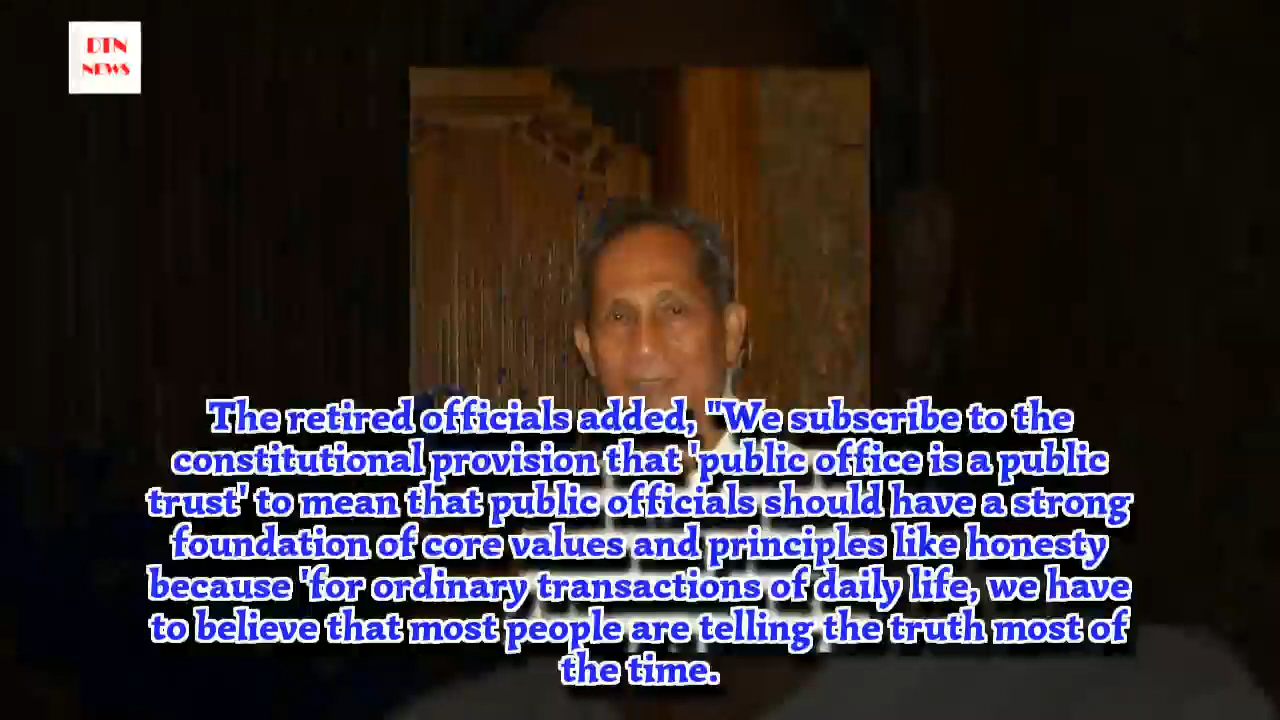 DTN
NEWS
The retired officials added, "We subscribe to the
constitutional provision that 'public office is a public
trust' to mean that public officials should have a strong
foundation of core values and principles like honesty
because 'for ordinary transactions of daily life, we have
to believe that most people are telling the truth most of
the time.